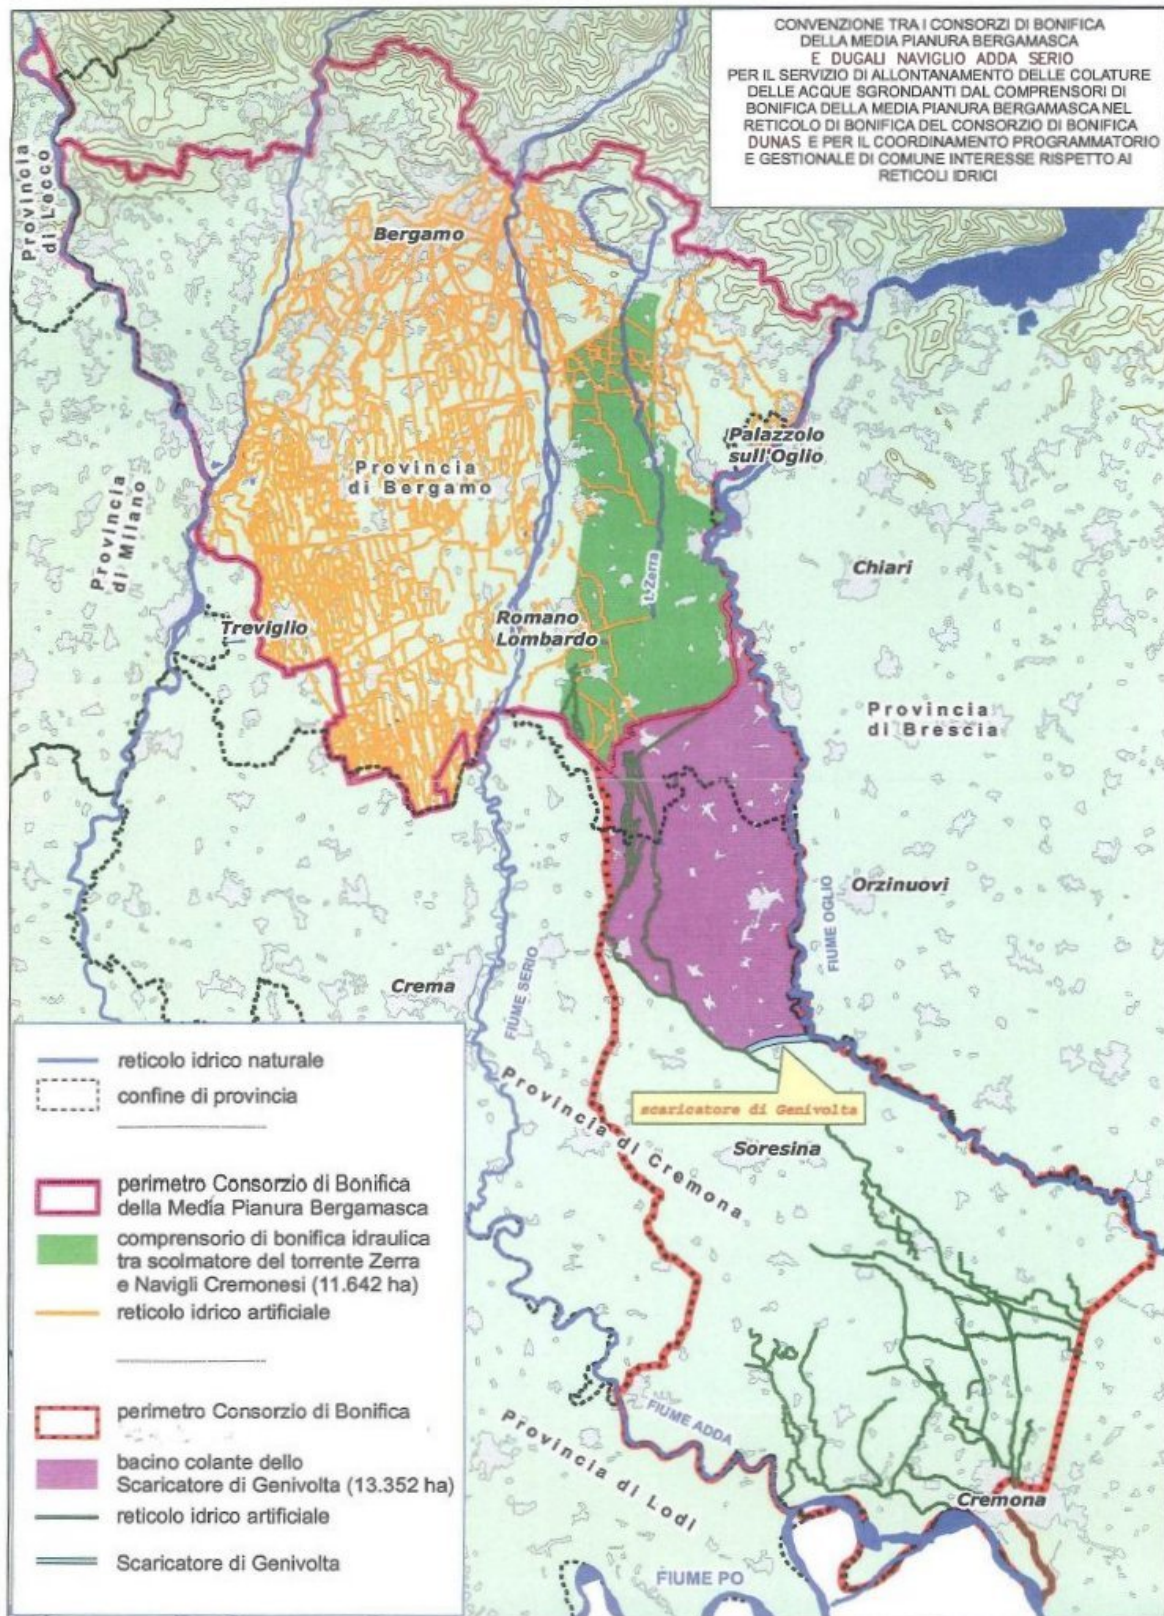 CONVENZIONE TRA I CONSORZI DI BONIFICA
DELLA MEDIA PIANURA BERGAMASCA
E DUGALI NAVIGLIO ADDA SERIO
PER IL SERVIZIO DI ALLONTANAMENTO DELLE COLATURE
DELLE ACQUE SGRONDANTI DAL COMPRENSORI DI
BONIFICA DELLA MEDIA PIANURA BERGAMASCA NEL
RETICOLO DI BONIFICA DEL CONSORZIO DI BONIFICA
DUNAS E PER IL COORDINAMENTO PROGRAMMATORIO
E GESTIONALE DI COMUNE INTERESSE RISPETTO AI
RETICOLI IDRICI
Provincia
di Lecco
Bergamo
Provincia
di Bergamo
Palazzolo
sull'Oglio
Provincia
di Milano
Chiari
t. Zerra
Treviglio
Romano
Lombardo
Provincia
di Brescia
Orzinuovi
FIUME OGLIO
Crema
FIUME SERIO
Provincia di Cremona
scaricatore di Genivolta
Soresina
FIUME ADDA
Provincia di Lodi
Cremona
FIUME PO
reticolo idrico naturale
confine di provincia
perimetro Consorzio di Bonifica
della Media Pianura Bergamasca
comprensorio di bonifica idraulica
tra scolmatore del torrente Zerra
e Navigli Cremonesi (11.642 ha)
reticolo idrico artificiale
perimetro Consorzio di Bonifica
bacino colante dello
Scaricatore di Genivolta (13.352 ha)
reticolo idrico artificiale
Scaricatore di Genivolta